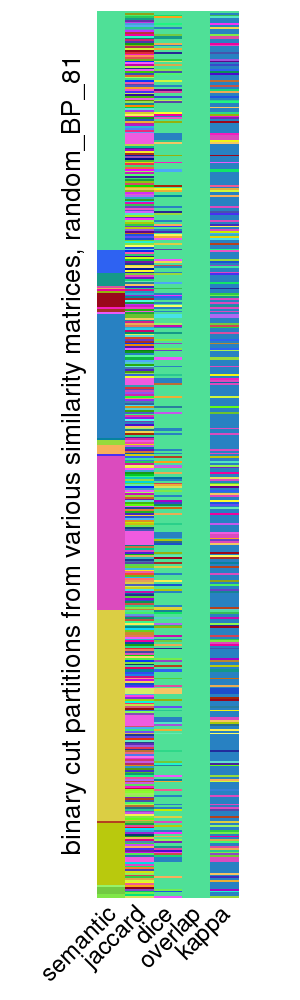 binary cut partitions from various similarity matrices, random_BP_81
semantic
jaccard
dice
overlap
kappa